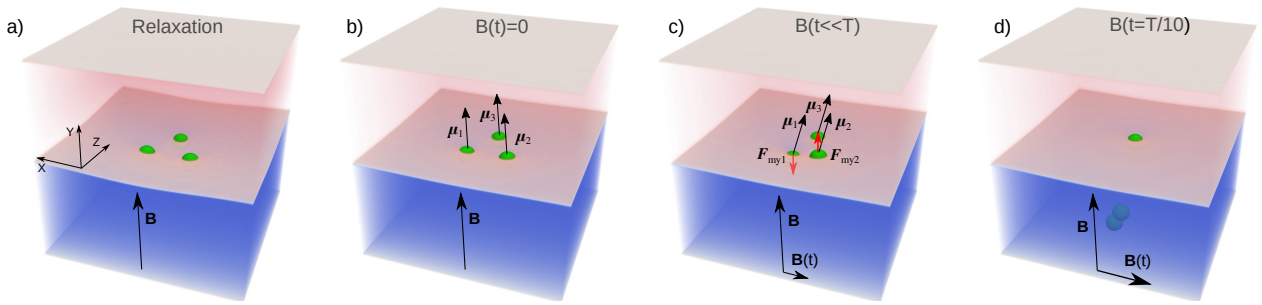 a) Relaxation
Y
Z
X
B
b) B(t)=0
μ3
μ1
μ2
B
c) B(t<<T)
μ3
μ1
μ2
Fmy1
Fmy2
B
B(t)
d) B(t=T/10)
B
B(t)